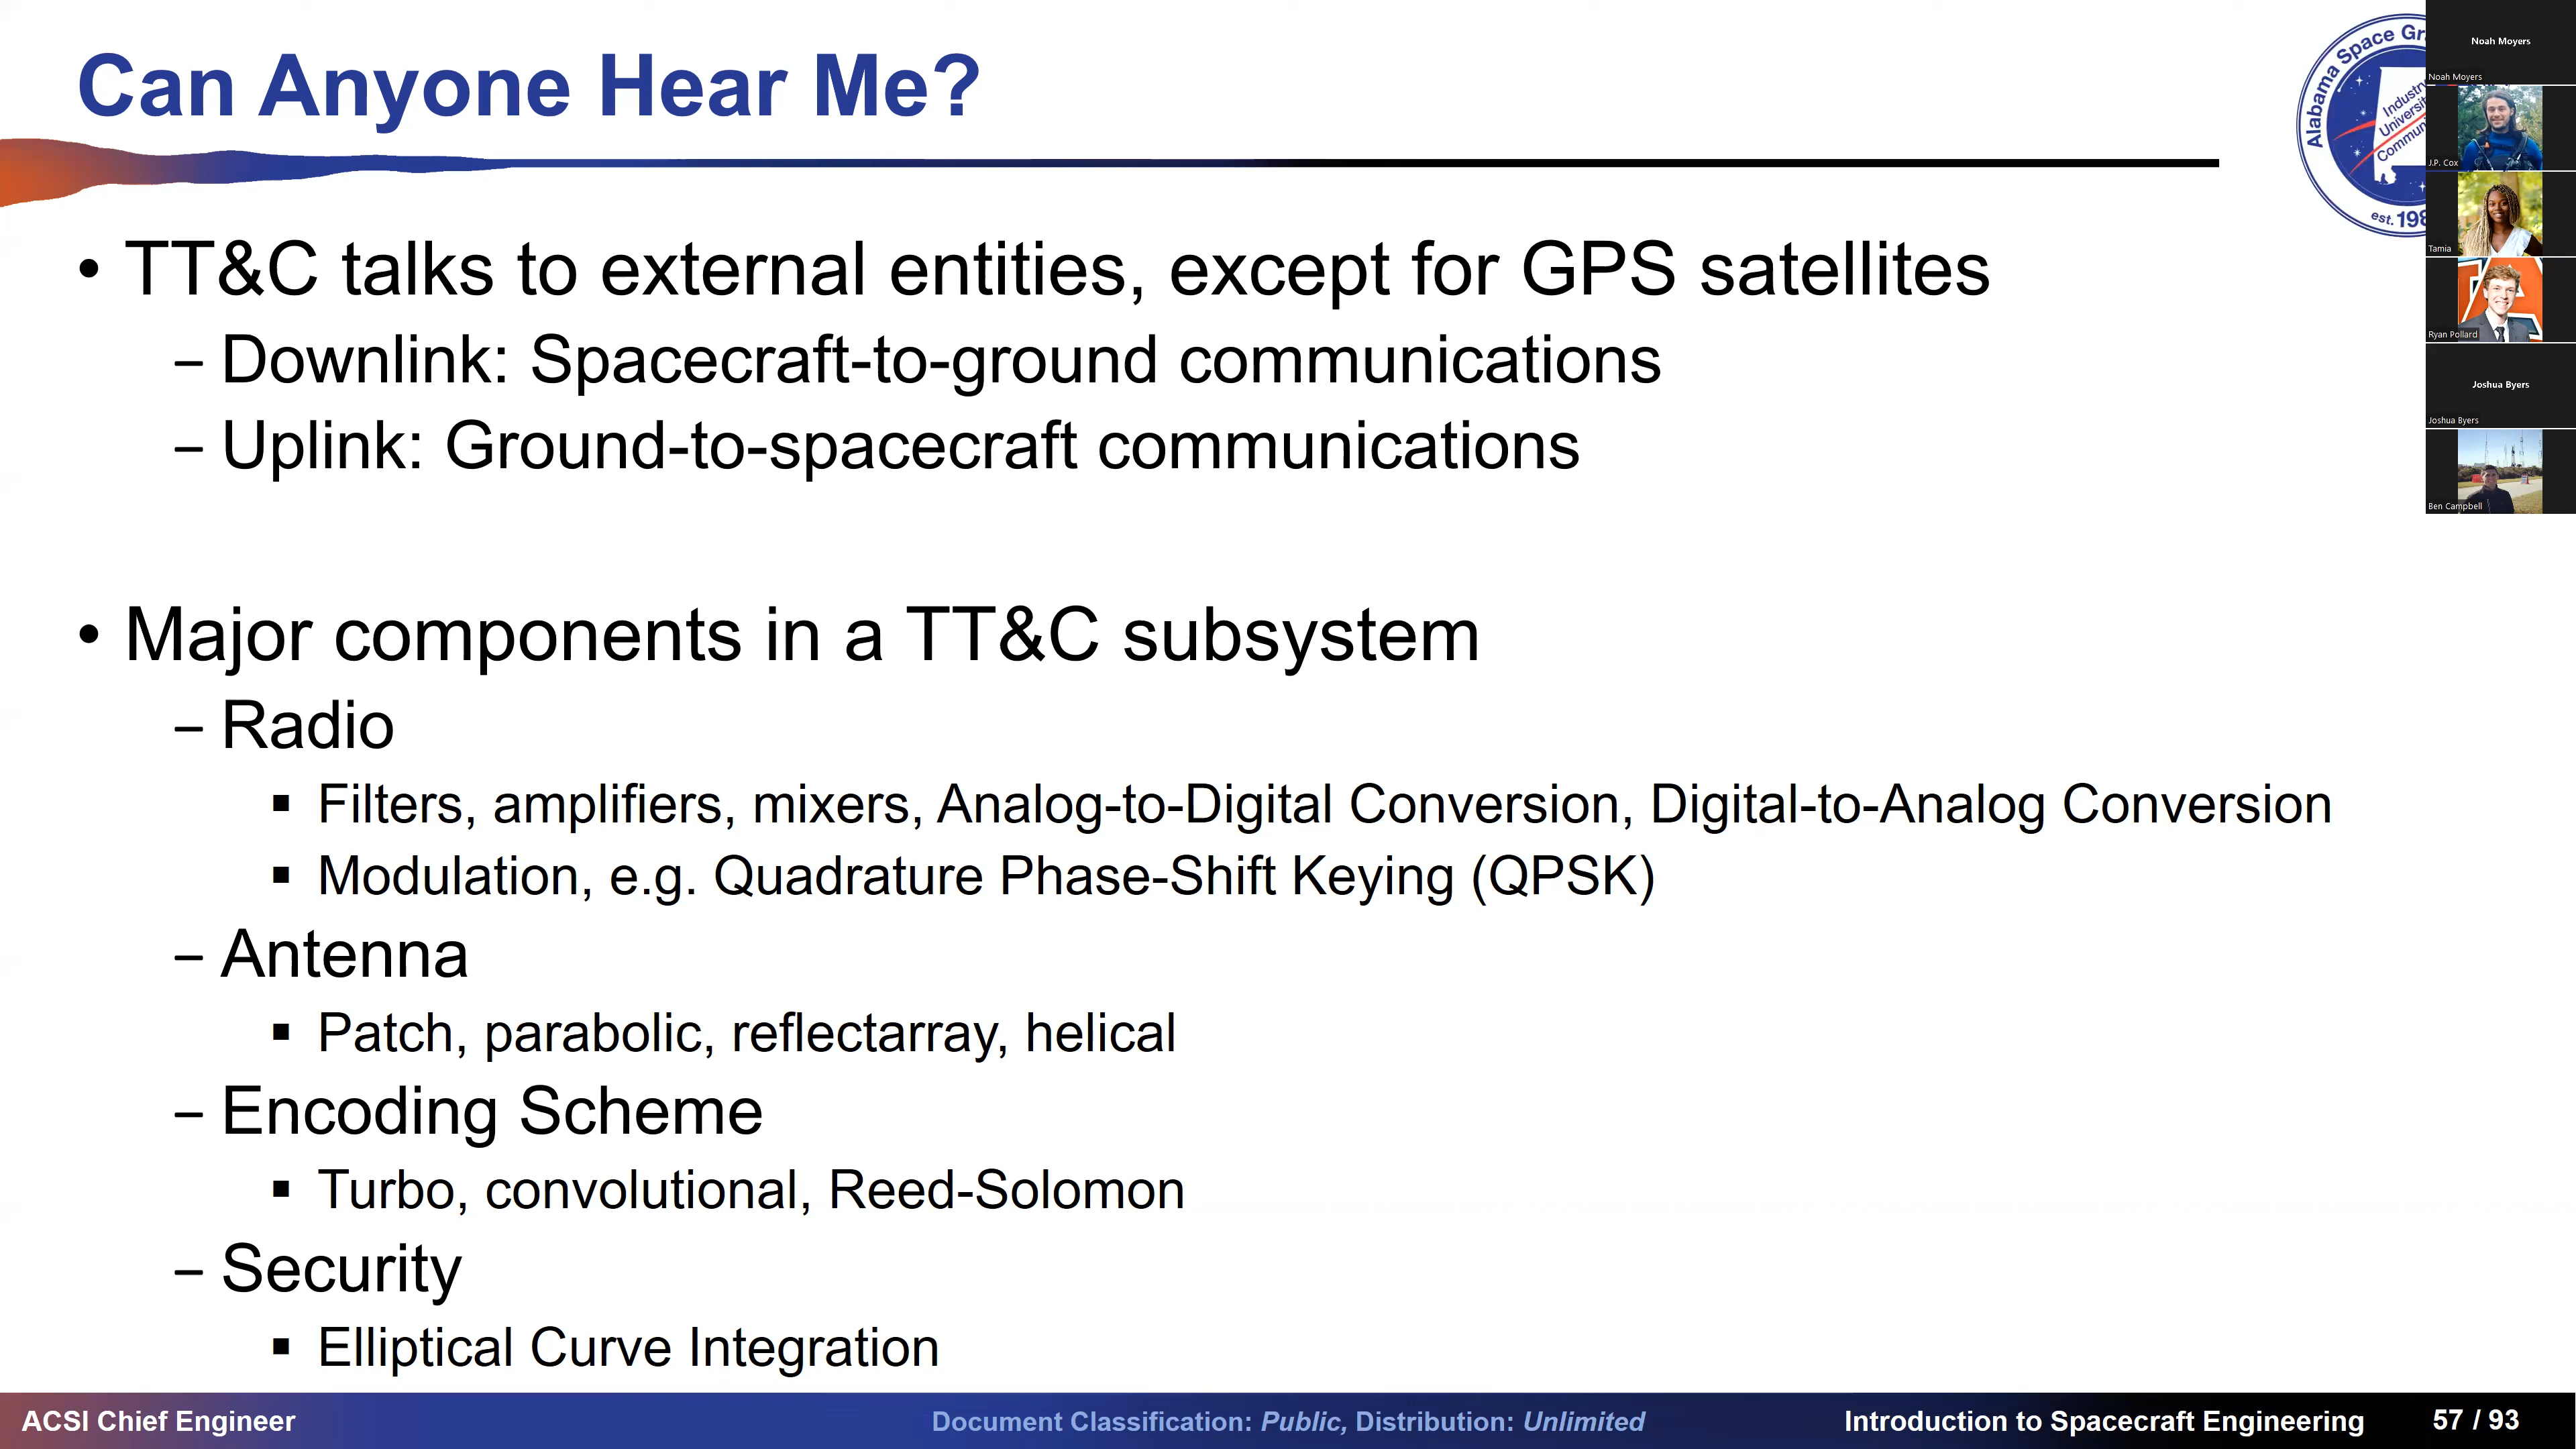 Can Anyone Hear Me?
• TT&C talks to external entities, except for GPS satellites
– Downlink: Spacecraft-to-ground communications
– Uplink: Ground-to-spacecraft communications
• Major components in a TT&C subsystem
– Radio
▪ Filters, amplifiers, mixers, Analog-to-Digital Conversion, Digital-to-Analog Conversion
▪ Modulation, e.g. Quadrature Phase-Shift Keying (QPSK)
– Antenna
▪ Patch, parabolic, reflectarray, helical
– Encoding Scheme
▪ Turbo, convolutional, Reed-Solomon
– Security
▪ Elliptical Curve Integration
Alabama Space
est.
Noah Moyers
Noah Moyers
J.P. Cox
Tamia
Ryan Pollard
Joshua Byers
Joshua Byers
Ben Campbell
ACSI Chief Engineer
Document Classification: Public, Distribution: Unlimited
Introduction to Spacecraft Engineering
57 / 93